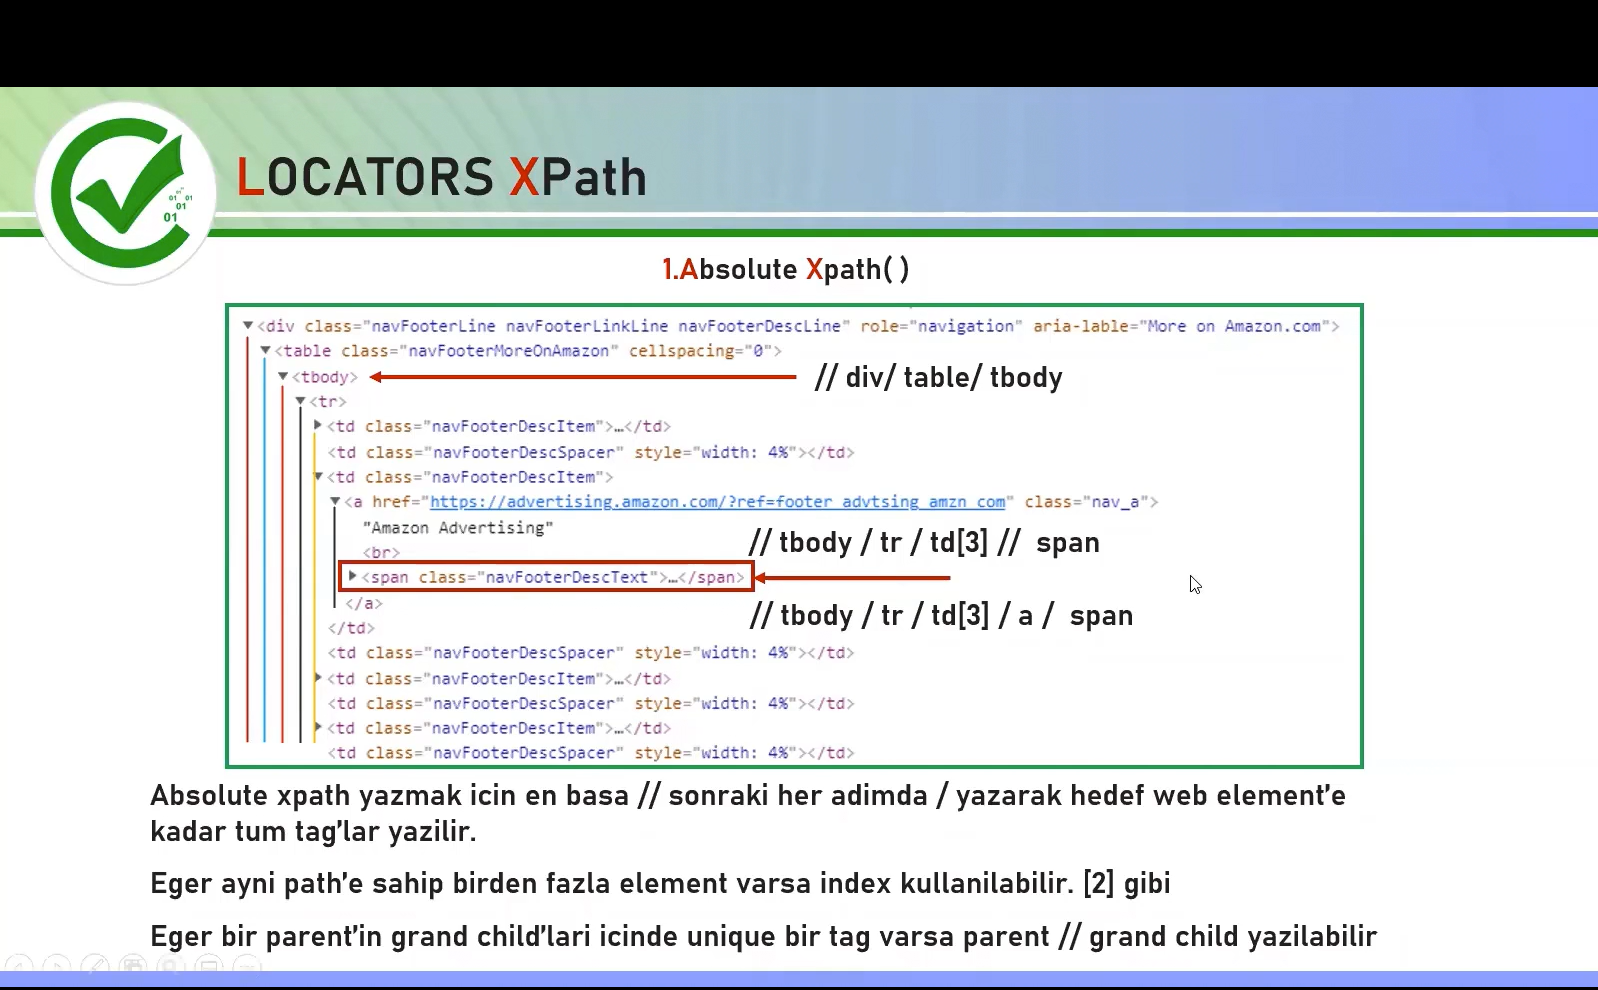 LOCATORS XPath
01
01
01
01
1.Absolute Xpath( )
<div class="navFooterLine navFooterLinkLine navFooterDescLine" role="navigation" aria-lable="More on Amazon.com">
<table class="navFooterMoreOnAmazon" cellspacing="0">
<tbody>
// div/ table/ tbody
<tr>
<td class="navFooterDescItem">…</td>
<td class="navFooterDescSpacer" style="width: 4%"></td>
<td class="navFooterDescItem">
<a href="https://advertising.amazon.com/?ref=footer_advtsing_amzn_com" class="nav_a">
"Amazon Advertising"
// tbody / tr / td[3] // span
<br>
<span class="navFooterDescText">…</span>
</a>
// tbody / tr / td[3] / a / span
</td>
<td class="navFooterDescSpacer" style="width: 4%"></td>
<td class="navFooterDescItem">…</td>
<td class="navFooterDescSpacer" style="width: 4%"></td>
<td class="navFooterDescItem">…</td>
<td class="navFooterDescSpacer" style="width: 4%"></td>
Absolute xpath yazmak icin en basa // sonraki her adimda / yazarak hedef web element'e
kadar tum tag'lar yazilir.
Eger ayni path'e sahip birden fazla element varsa index kullanilabilir. [2] gibi
Eger bir parent'in grand child'lari icinde unique bir tag varsa parent // grand child yazilabilir